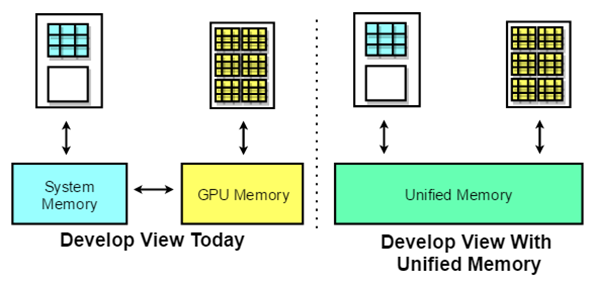 System
Memory
GPU Memory
Develop View Today
Unified Memory
Develop View With
Unified Memory